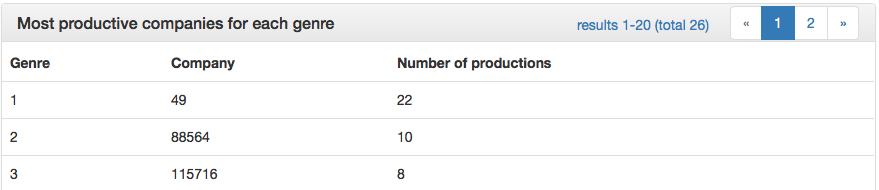 Most productive companies for each genre results 1-20 (total 26) « 1 2 »
Genre Company Number of productions
1 49 22
2 88564 10
3 115716 8